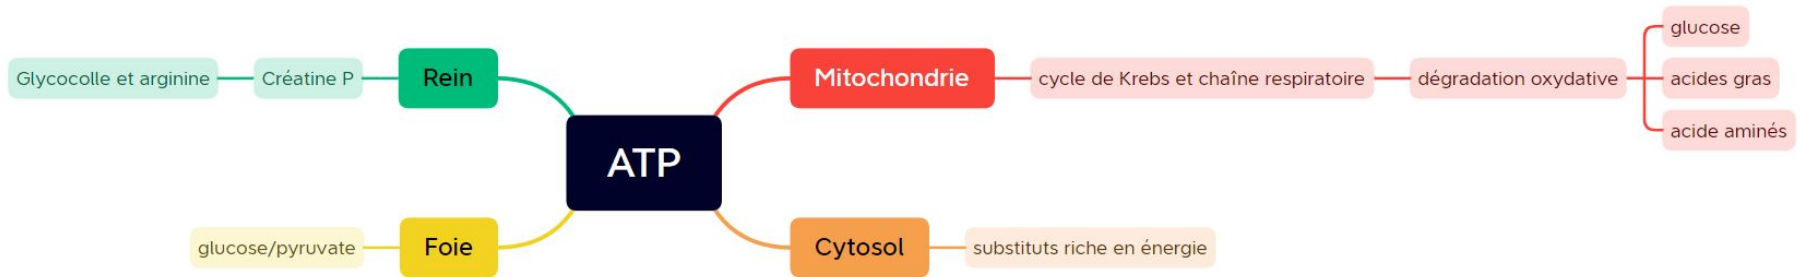 ATP
Mitochondrie
cycle de Krebs et chaîne respiratoire
dégradation oxydative
glucose
acides gras
acide aminés
Cytosol
substituts riche en énergie
Rein
Créatine P
Glycocolle et arginine
Foie
glucose/pyruvate